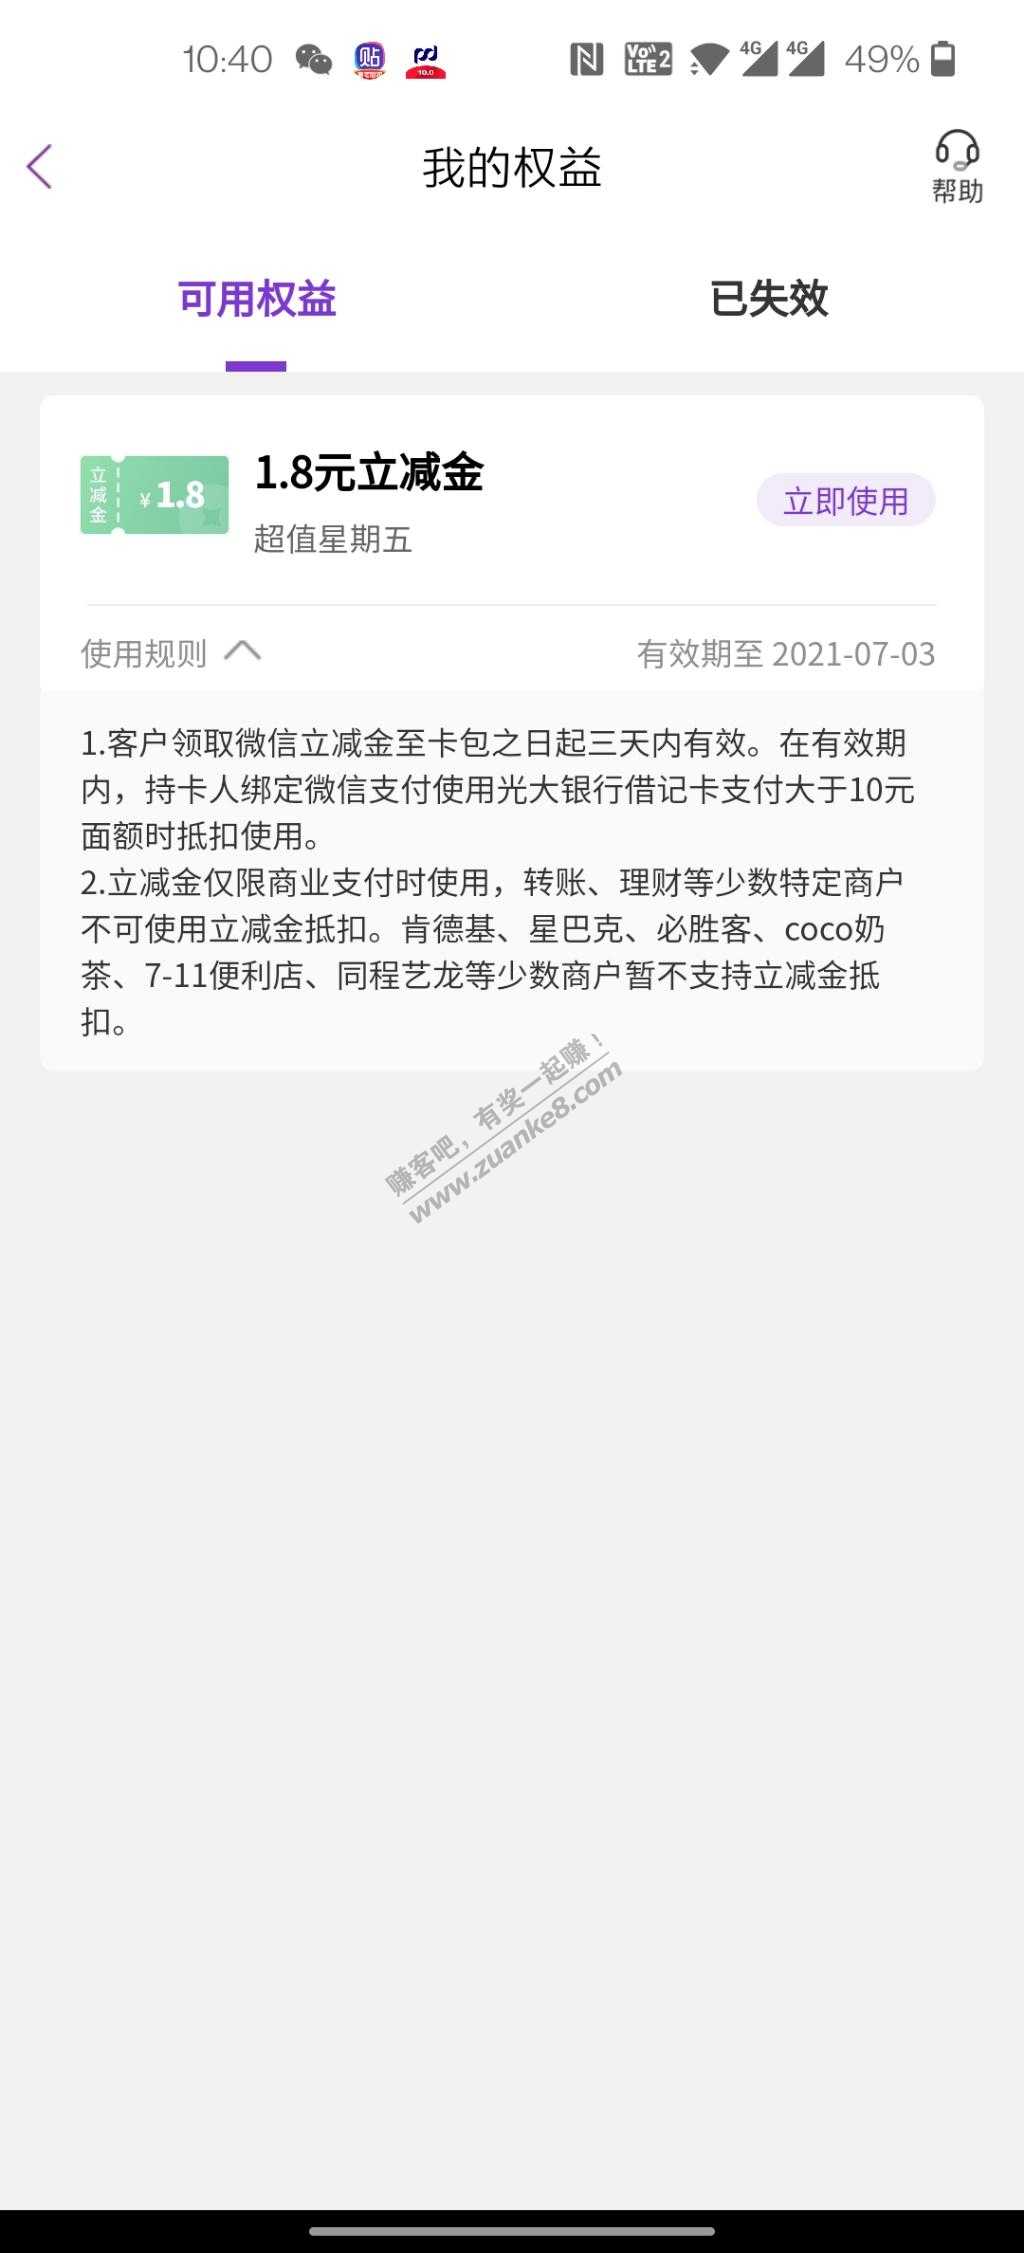 10:40
贴
10.0
VoLTE 2
4G
4G
49%
我的权益
帮助
可用权益
已失效
立减金
¥1.8
1.8元立减金
超值星期五
立即使用
使用规则
有效期至 2021-07-03
1.客户领取微信立减金至卡包之日起三天内有效。在有效期
内，持卡人绑定微信支付使用光大银行借记卡支付大于10元
面额时抵扣使用。
2.立减金仅限商业支付时使用，转账、理财等少数特定商户
不可使用立减金抵扣。肯德基、星巴克、必胜客、coco奶
茶、7-11便利店、同程艺龙等少数商户暂不支持立减金抵
扣。
赚客吧，有奖一起赚！
www.zuanke8.com